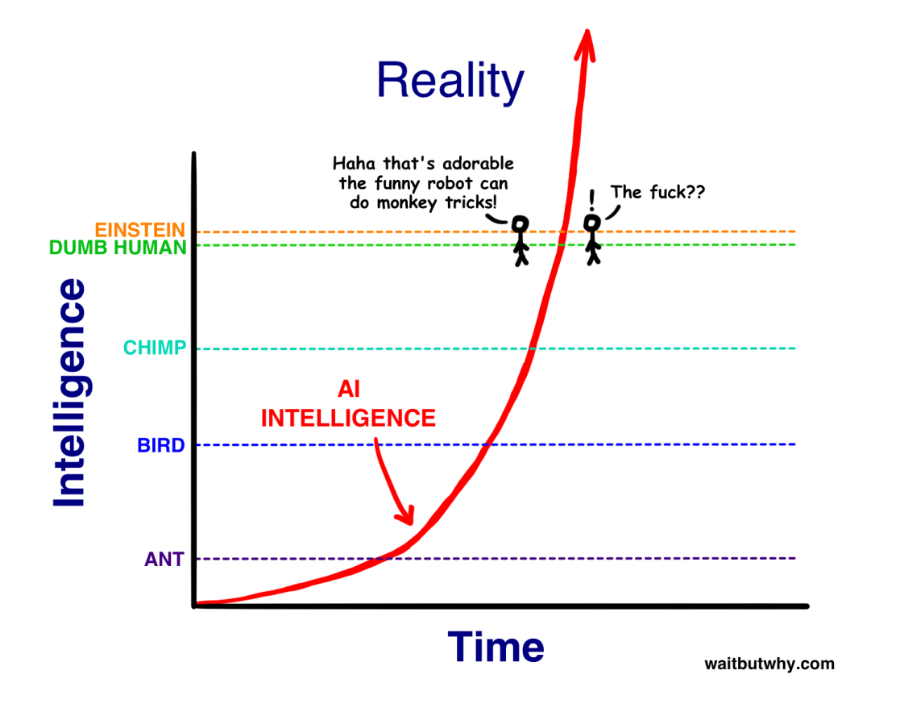 Reality
Haha that's adorable
the funny robot can
do monkey tricks!
!
The fuck??
EINSTEIN
DUMB HUMAN
CHIMP
AI
INTELLIGENCE
BIRD
ANT
Intelligence
Time
waitbutwhy.com